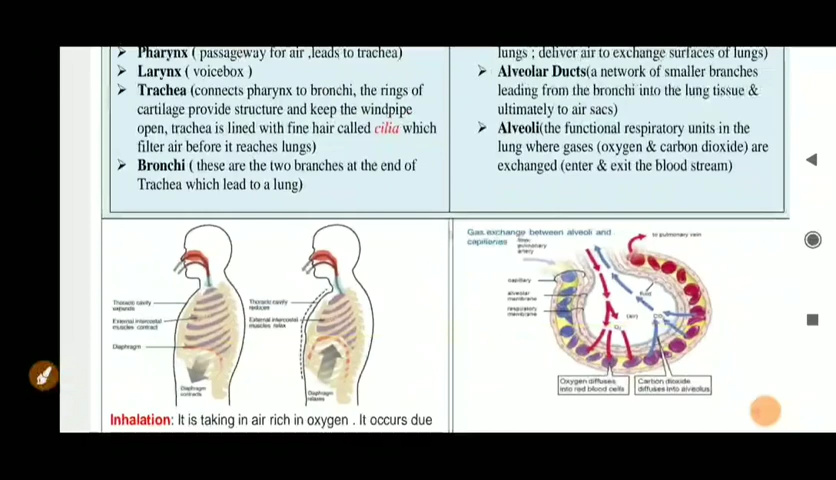 ➤ Pharynx ( passageway for air ,leads to trachea)
➤ Larynx ( voicebox )
➤ Trachea (connects pharynx to bronchi, the rings of
cartilage provide structure and keep the windpipe
open, trachea is lined with fine hair called cilia which
filter air before it reaches lungs)
➤ Bronchi ( these are the two branches at the end of
Trachea which lead to a lung)
lungs ; deliver air to exchange surfaces of lungs)
➤ Alveolar Ducts(a network of smaller branches
leading from the bronchi into the lung tissue &
ultimately to air sacs)
➤ Alveoli(the functional respiratory units in the
lung where gases (oxygen & carbon dioxide) are
exchanged (enter & exit the blood stream)
Thoracic cavity
expands
External intercostal
muscles contract
Diaphragm
Diaphragm
contracts
Thoracic cavity
reduces
External intercostal
muscles relax
Diaphragm
relaxes
Inhalation: It is taking in air rich in oxygen . It occurs due
Gas exchange between alveoli and
capillaries
from
pulmonary
artery
to pulmonary vein
capillary
alveolar
membrane
respiratory
membrane
fluid
(air)
O₂
CO₂
Oxygen diffuses
into red blood cells
Carbon dioxide
diffuses into alveolus